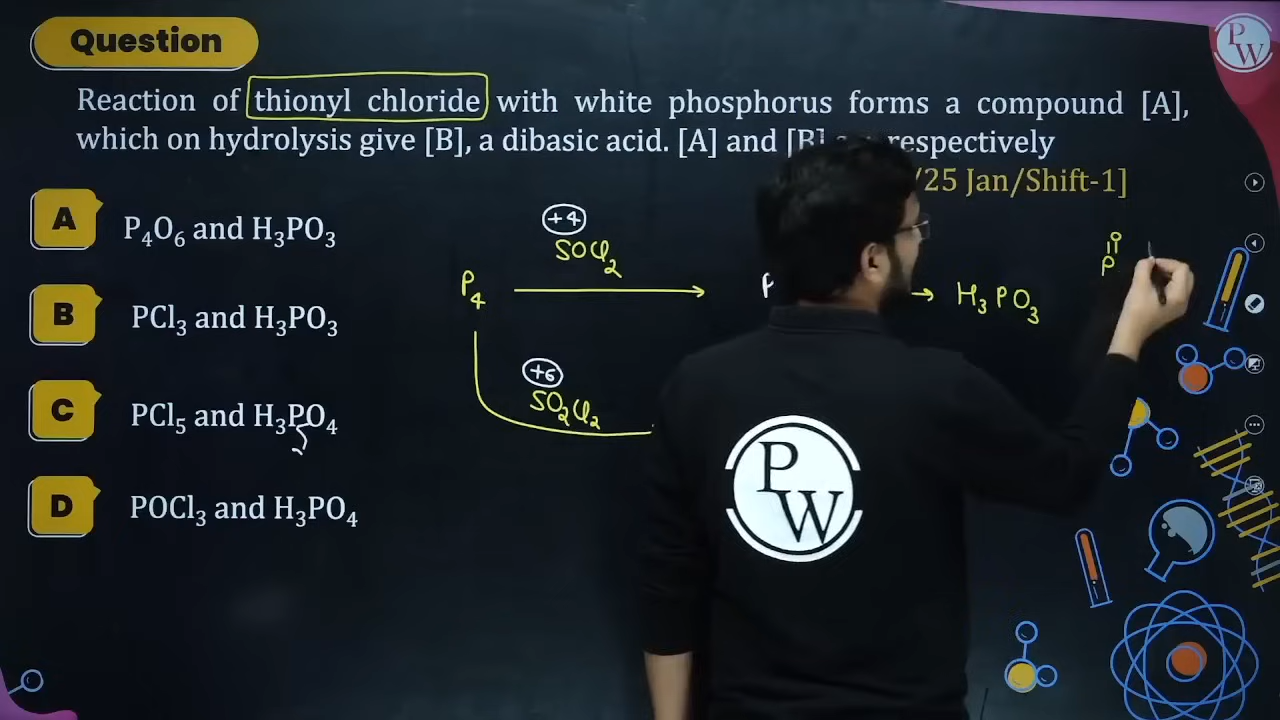 Question
PW
Reaction of thionyl chloride with white phosphorus forms a compound [A],
which on hydrolysis give [B], a dibasic acid. [A] and [B] respectively
/25 Jan/Shift-1]
A P₄O₆ and H₃PO₃
B PCl₃ and H₃PO₃
C PCl₅ and H₃PO₄
D POCl₃ and H₃PO₄
+4
SOCl₂
P₄ → P → H₃PO₃
O
||
P
+6
SO₂Cl₂
PW